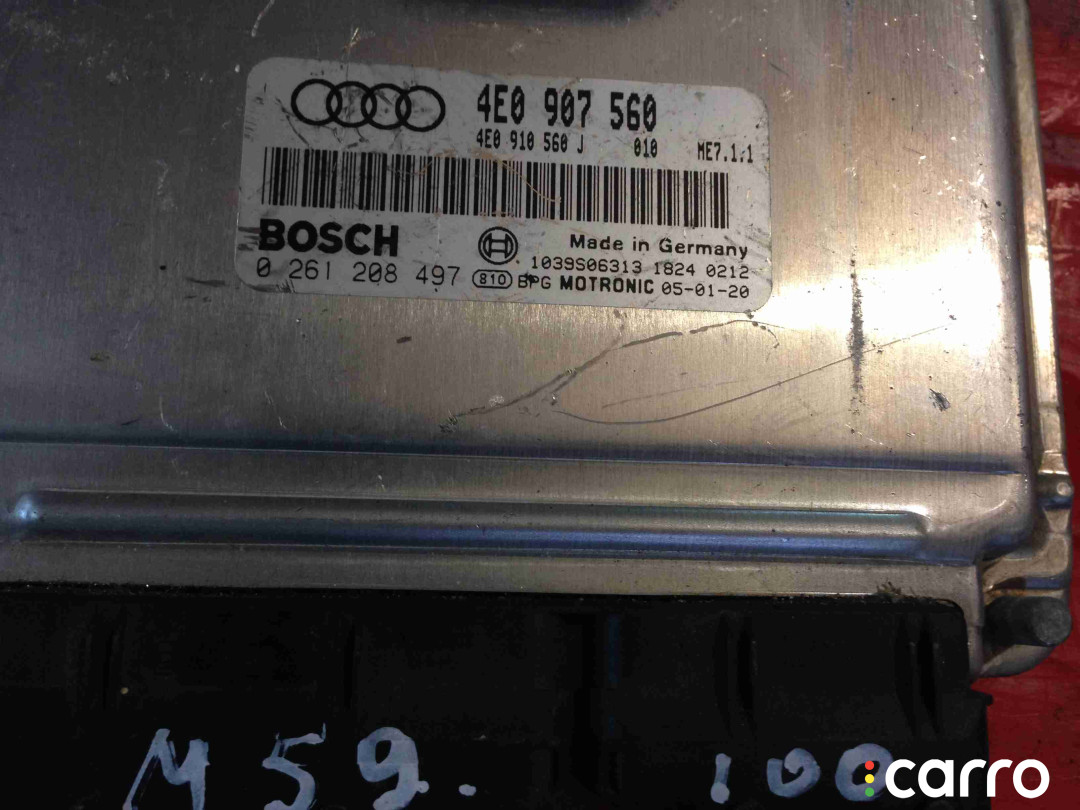 4E0 907 560
4E0 910 560 J 010 ME7.1.1
BOSCH
Made in Germany
1039S06313 1824 0212
0 261 208 497 810 BPG MOTRONIC 05-01-20
M59. 100
carro